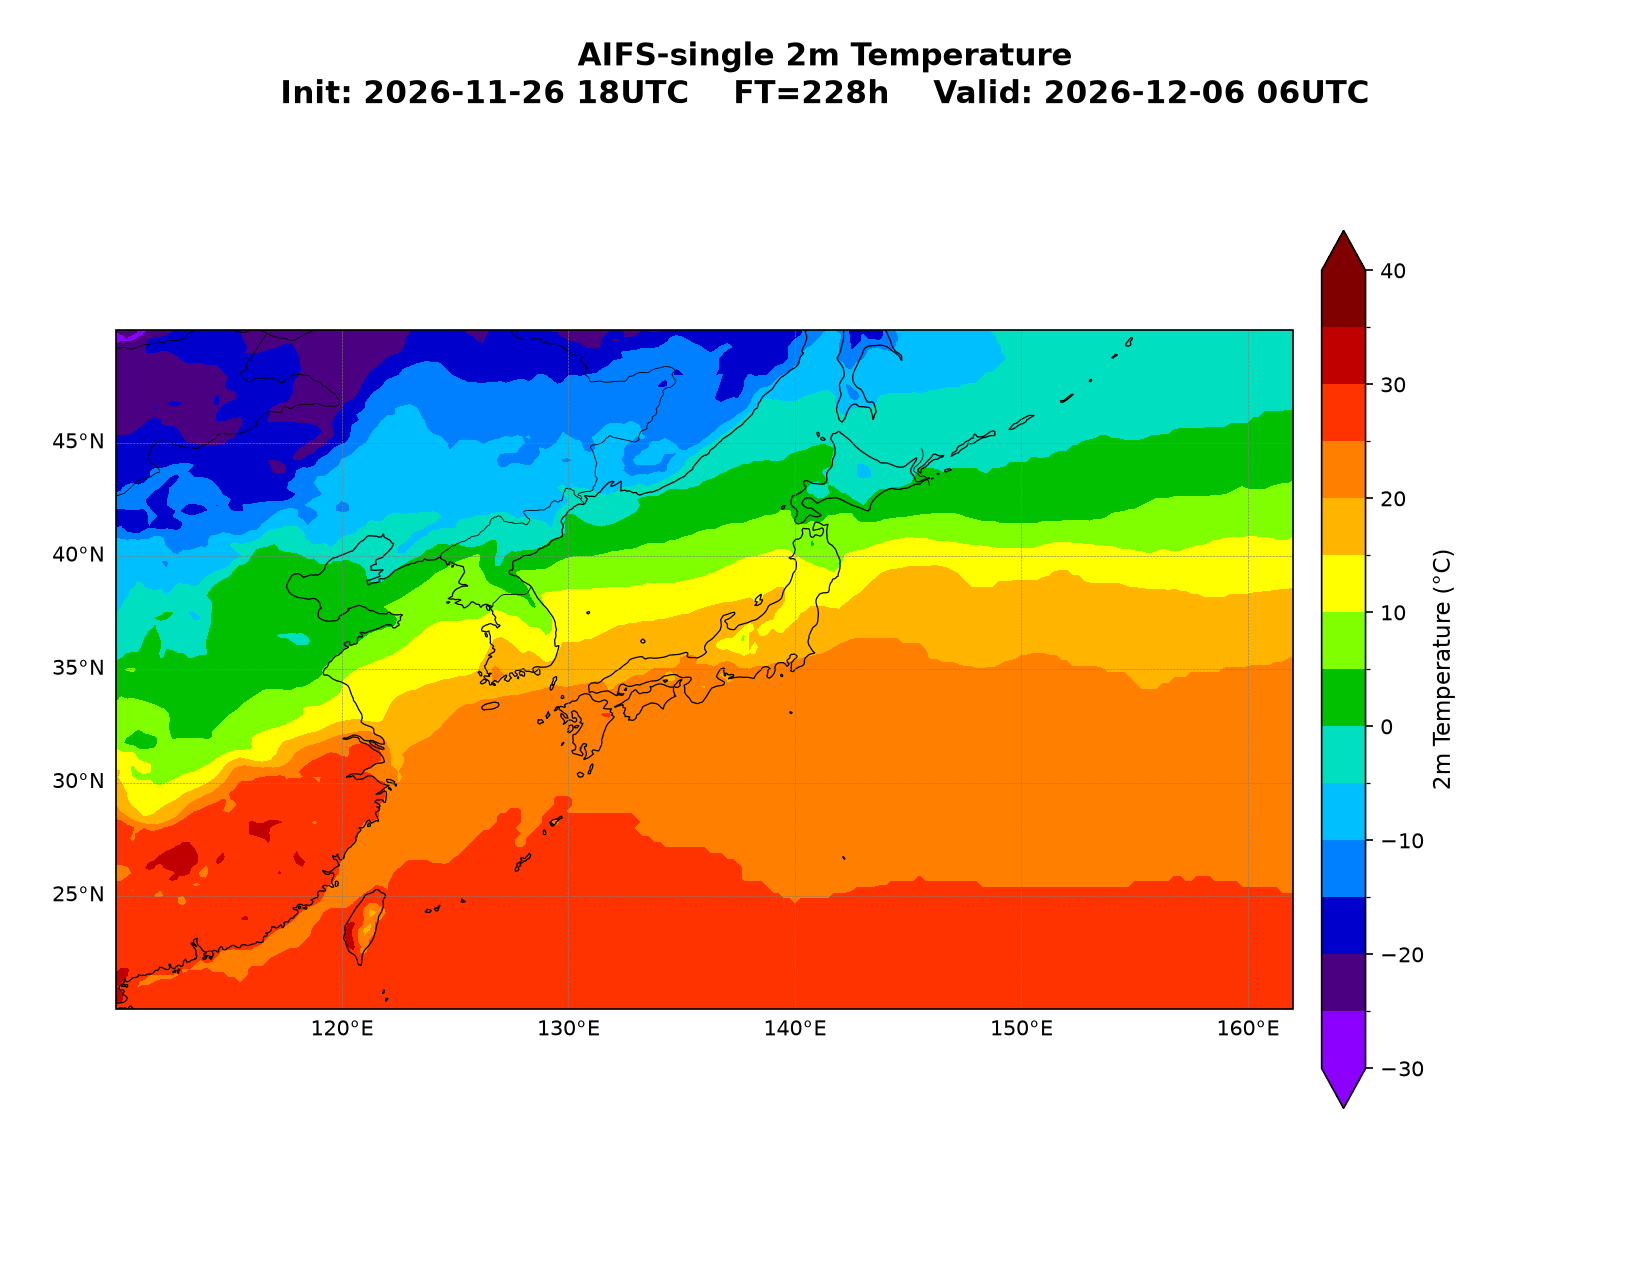 AIFS-single 2m Temperature
Init: 2026-11-26 18UTC    FT=228h    Valid: 2026-12-06 06UTC
45°N
40°N
35°N
30°N
25°N
120°E
130°E
140°E
150°E
160°E
40
30
20
10
0
−10
−20
−30
2m Temperature (°C)